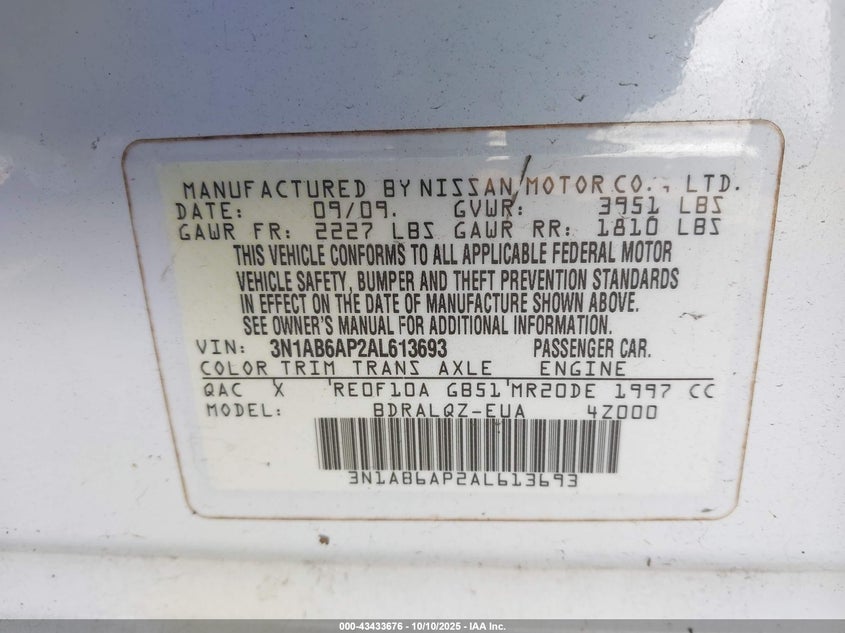 MANUFACTURED BY NISSAN MOTOR CO., LTD.
DATE: 09/09. GVWR: 3951 LBS
GAWR FR: 2227 LBS GAWR RR: 1810 LBS
THIS VEHICLE CONFORMS TO ALL APPLICABLE FEDERAL MOTOR
VEHICLE SAFETY, BUMPER AND THEFT PREVENTION STANDARDS
IN EFFECT ON THE DATE OF MANUFACTURE SHOWN ABOVE.
SEE OWNER'S MANUAL FOR ADDITIONAL INFORMATION.
VIN: 3N1AB6AP2AL613693 PASSENGER CAR.
COLOR TRIM TRANS AXLE ENGINE
QAC X RE0F10A GB51 MR20DE 1997 CC
MODEL: BDRALQZ-EUA 4Z000
3N1AB6AP2AL613693
000-43433676 - 10/10/2025 - IAA Inc.